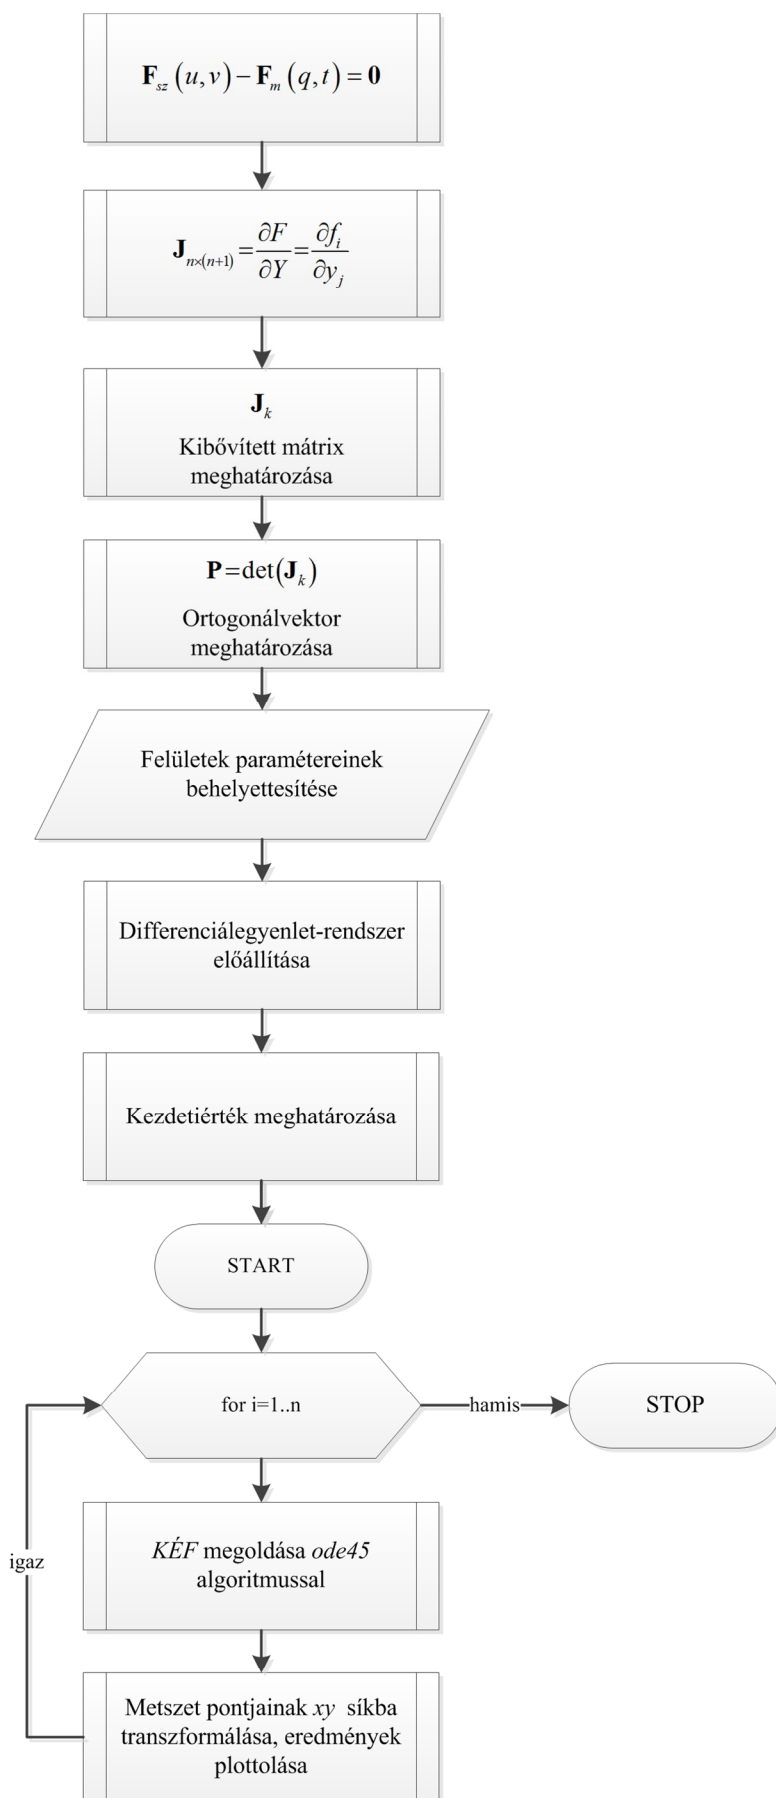 F_sz (u,v) − F_m (q,t) = 0
J_n×(n+1) = ∂F/∂Y = ∂f_i/∂y_j
J_k
Kibővített mátrix
meghatározása
P=det(J_k)
Ortogonálvektor
meghatározása
Felületek paramétereinek
behelyettesítése
Differenciálegyenlet-rendszer
előállítása
Kezdetiérték meghatározása
START
for i=1..n
hamis
STOP
KÉF megoldása ode45
algoritmussal
igaz
Metszet pontjainak xy síkba
transzformálása, eredmények
plottolása